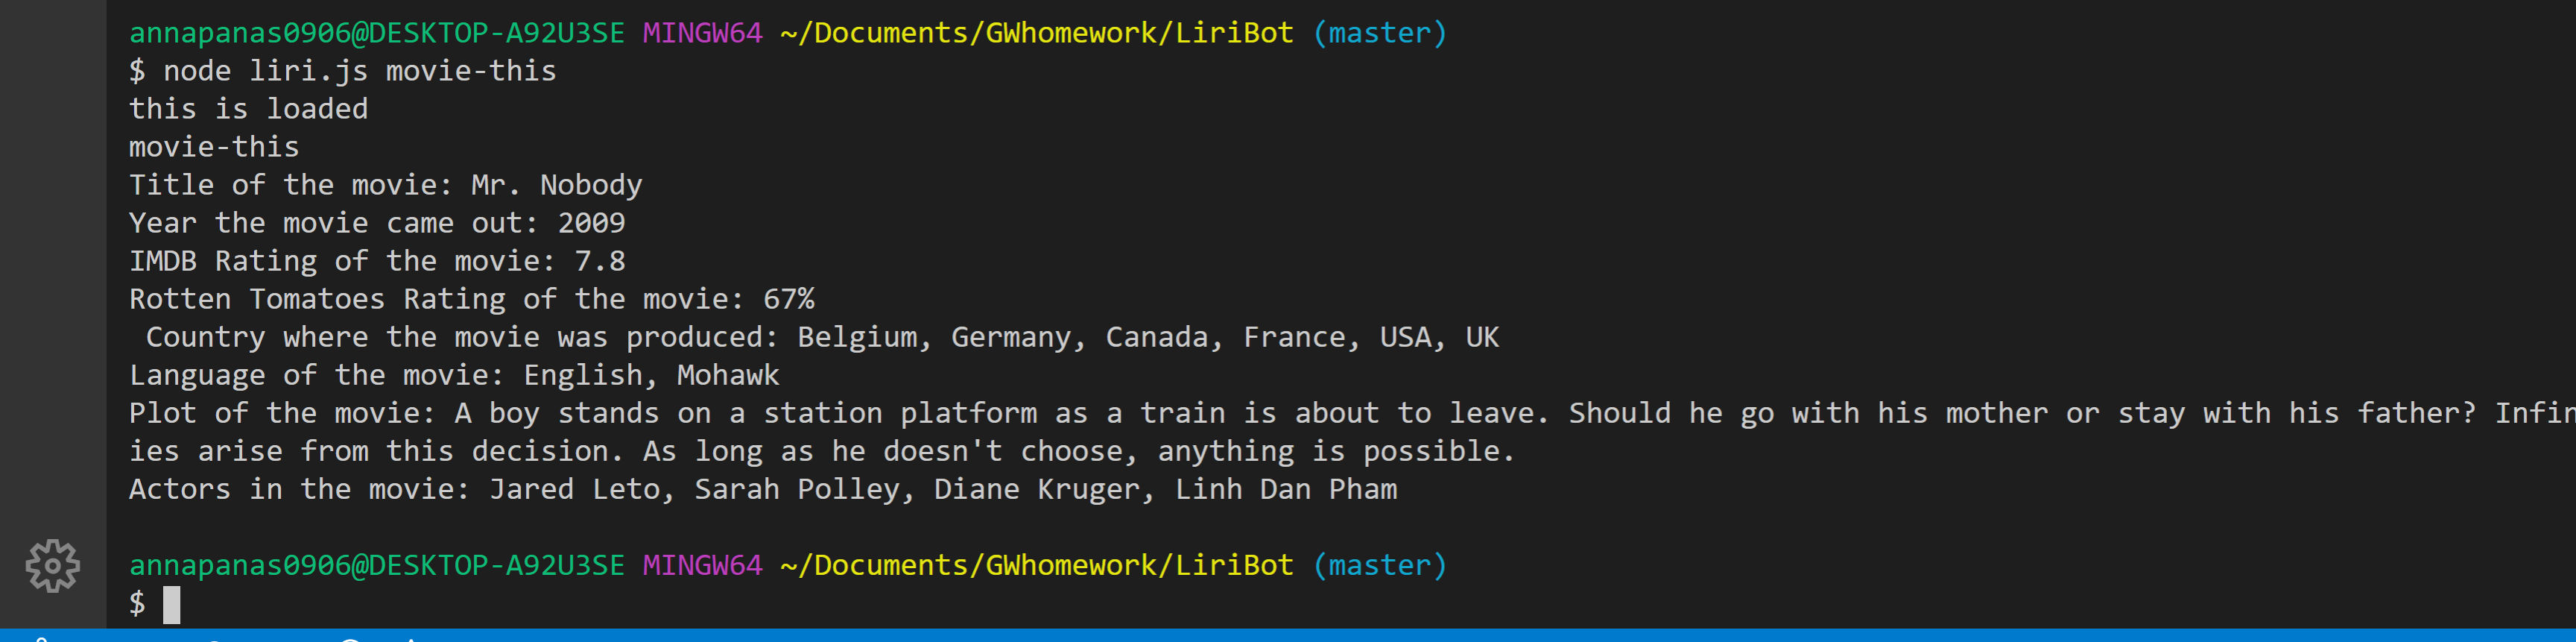 annapanas0906@DESKTOP-A92U3SE MINGW64 ~/Documents/GWhomework/LiriBot (master)
$ node liri.js movie-this
this is loaded
movie-this
Title of the movie: Mr. Nobody
Year the movie came out: 2009
IMDB Rating of the movie: 7.8
Rotten Tomatoes Rating of the movie: 67%
 Country where the movie was produced: Belgium, Germany, Canada, France, USA, UK
Language of the movie: English, Mohawk
Plot of the movie: A boy stands on a station platform as a train is about to leave. Should he go with his mother or stay with his father? Infin
ies arise from this decision. As long as he doesn't choose, anything is possible.
Actors in the movie: Jared Leto, Sarah Polley, Diane Kruger, Linh Dan Pham
annapanas0906@DESKTOP-A92U3SE MINGW64 ~/Documents/GWhomework/LiriBot (master)
$